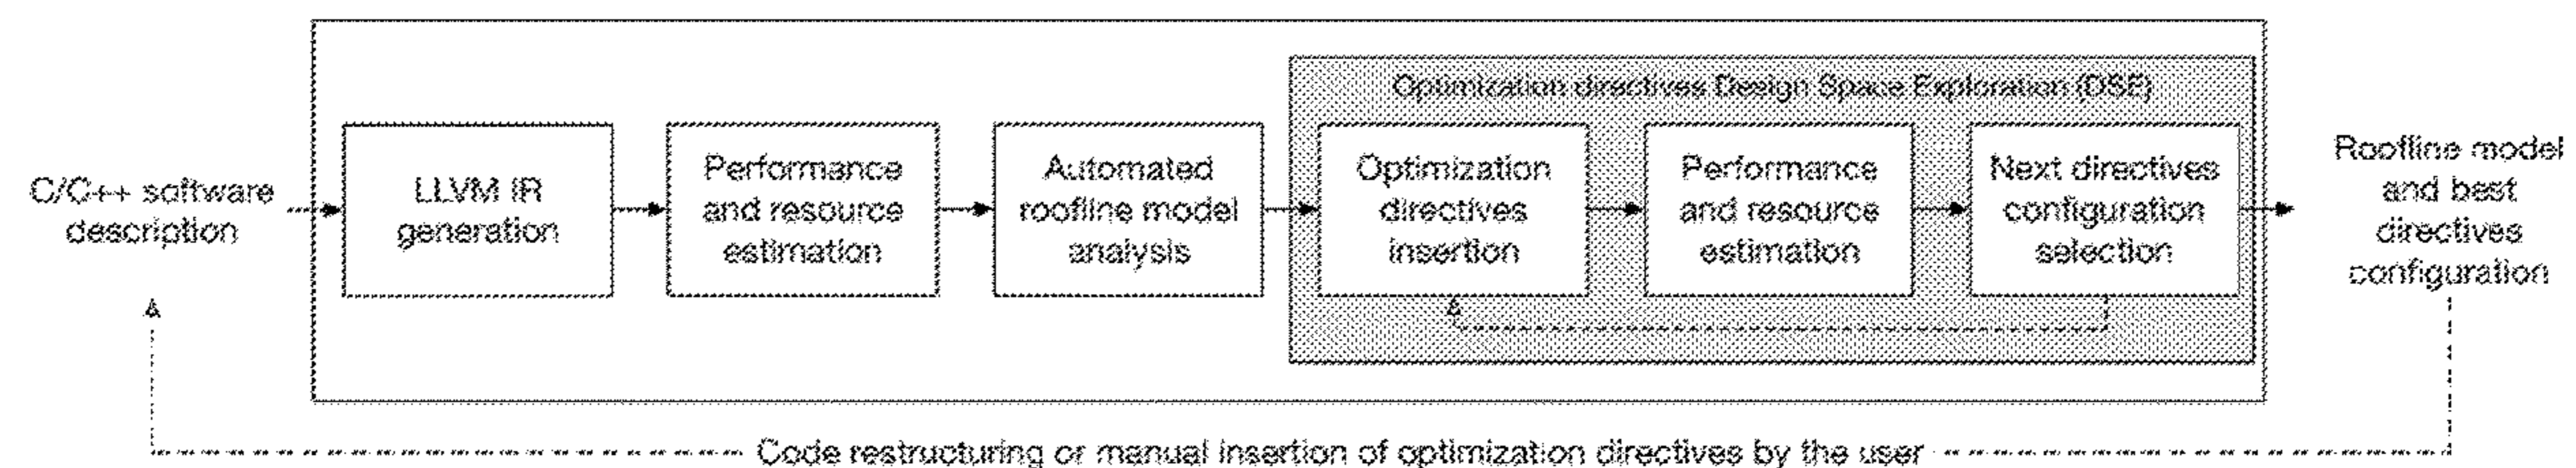 Optimization directives Design Space Exploration (DSE)
C/C++ software
description
LLVM IR
generation
Performance
and resource
estimation
Automated
roofline model
analysis
Optimization
directives
insertion
Performance
and resource
estimation
Next directives
configuration
selection
Roofline model
and best
directives
configuration
Code restructuring or manual insertion of optimization directives by the user